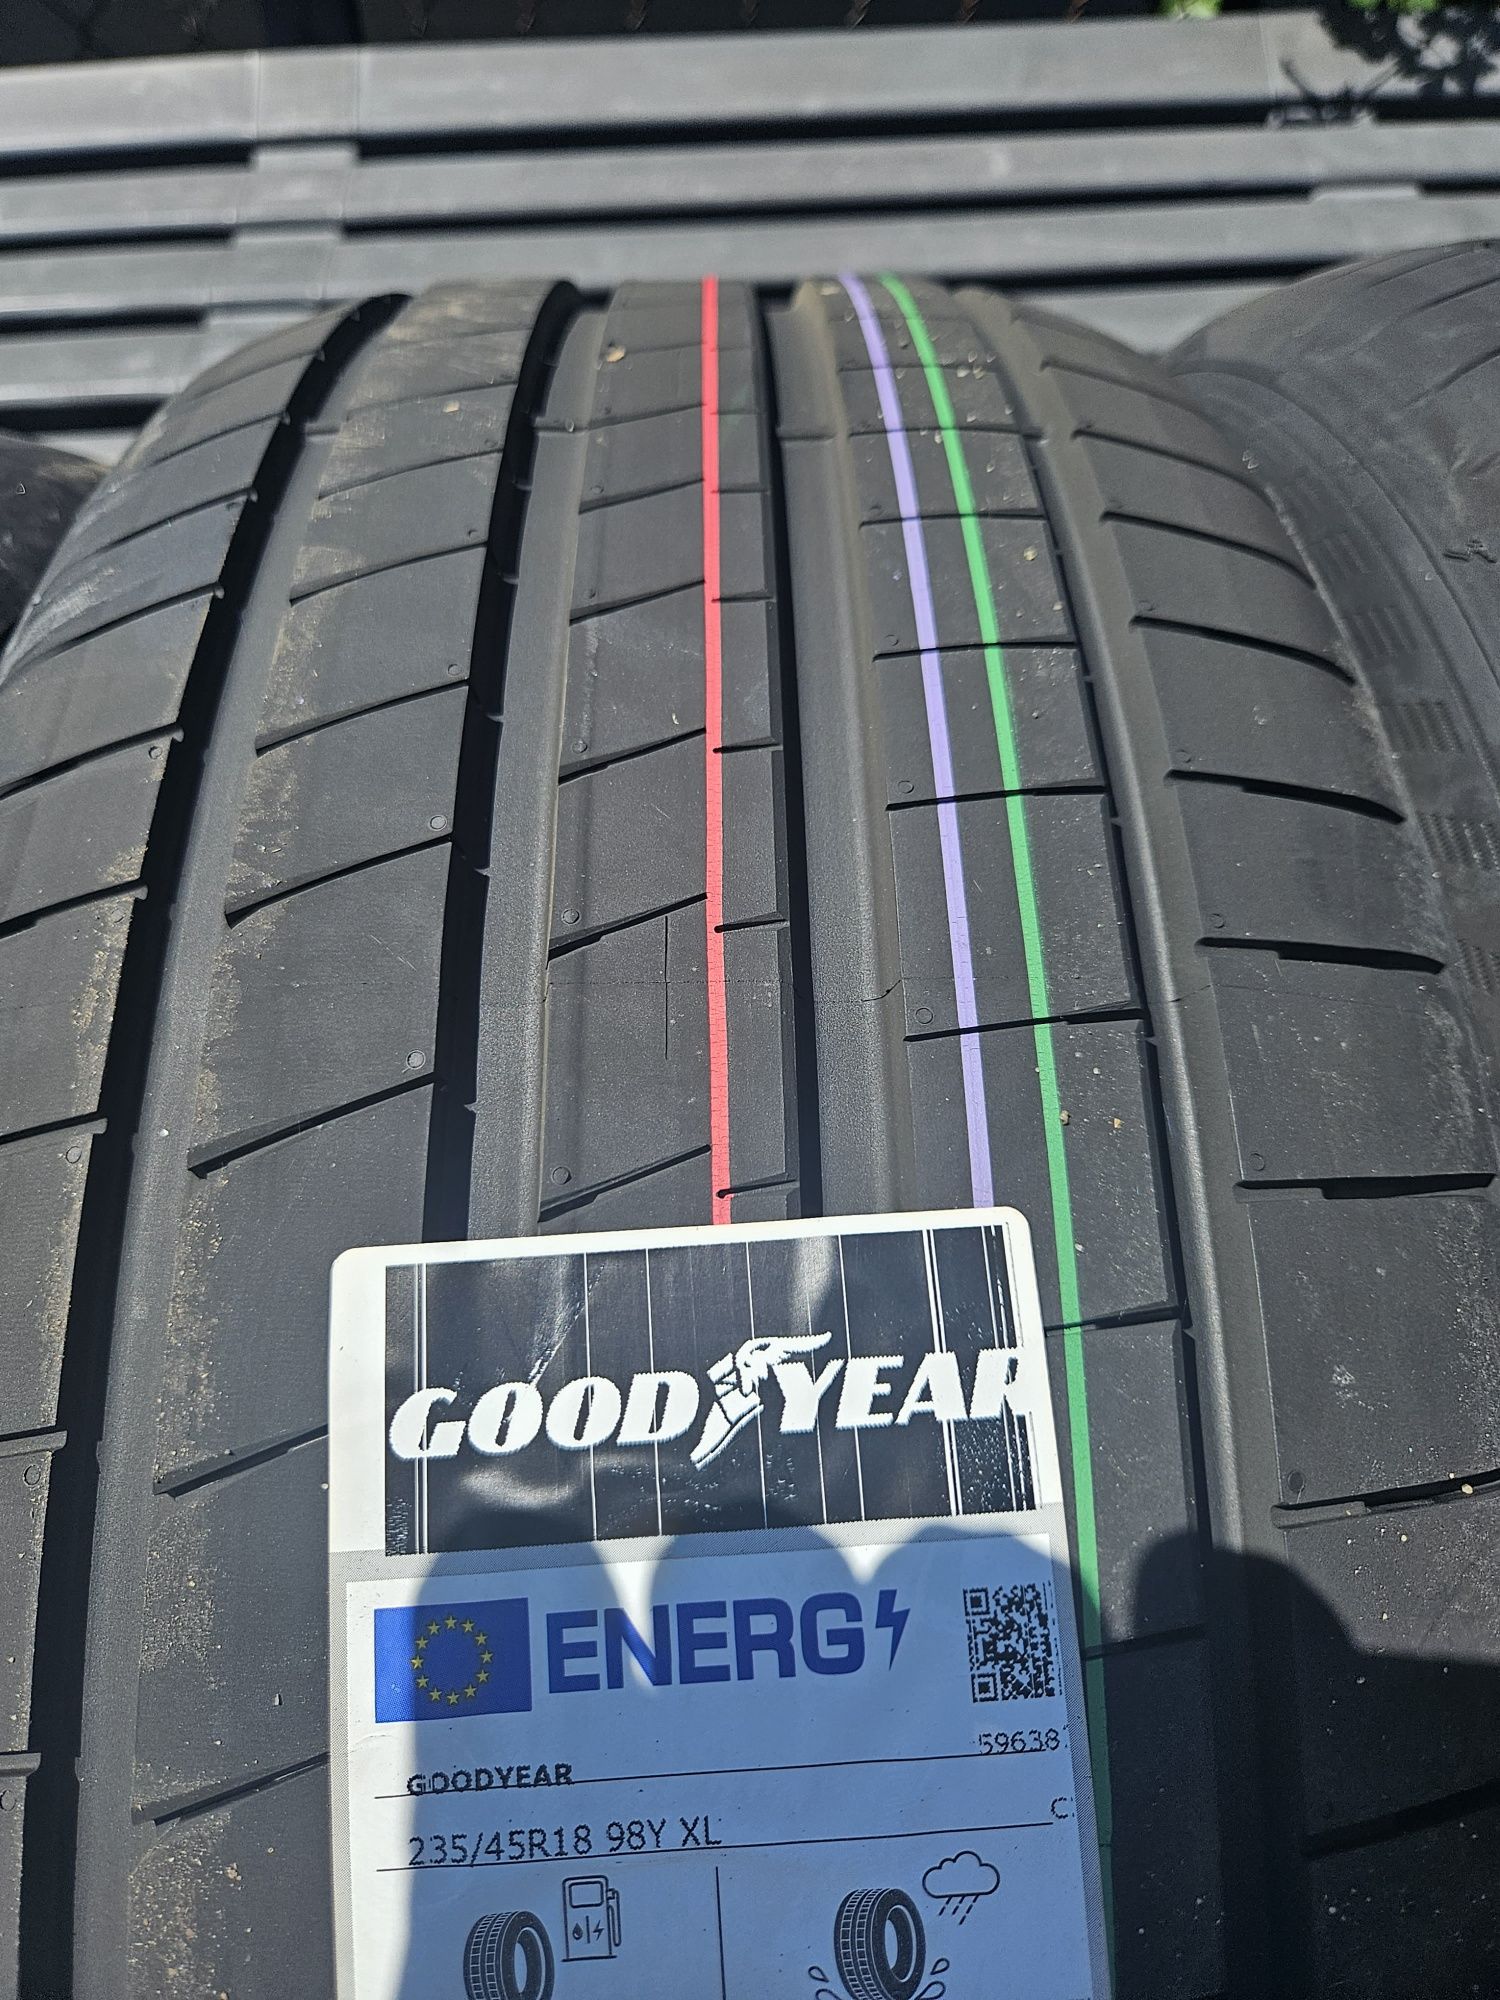 GOODYEAR
ENERG
59638
GOODYEAR
235/45R18 98Y XL
C